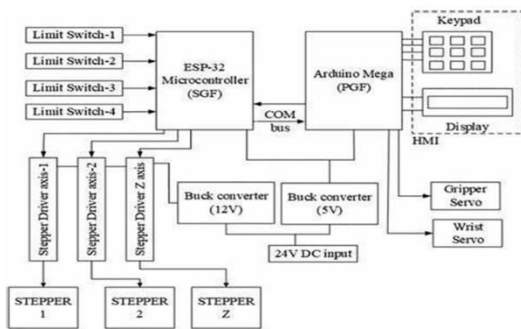 Limit Switch-1
Limit Switch-2
Limit Switch-3
Limit Switch-4
ESP-32
Microcontroller
(SGF)
COM
bus
Arduino Mega
(PGF)
Keypad
Display
HMI
Stepper Driver axis-1
Stepper Driver axis-2
Stepper Driver Z axis
Buck converter
(12V)
Buck converter
(5V)
24V DC input
Gripper
Servo
Wrist
Servo
STEPPER
1
STEPPER
2
STEPPER
Z